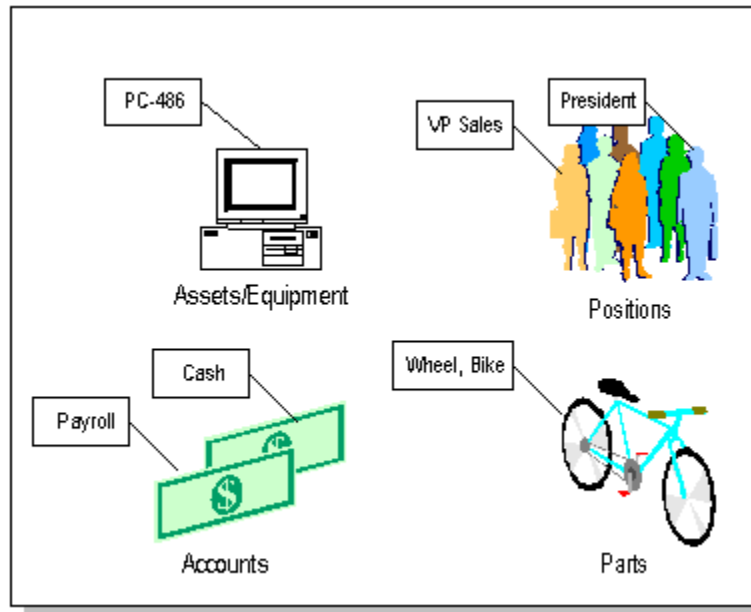 PC-486
President
VP Sales
Assets/Equipment
Positions
Cash
Wheel, Bike
Payroll
$
Accounts
Parts